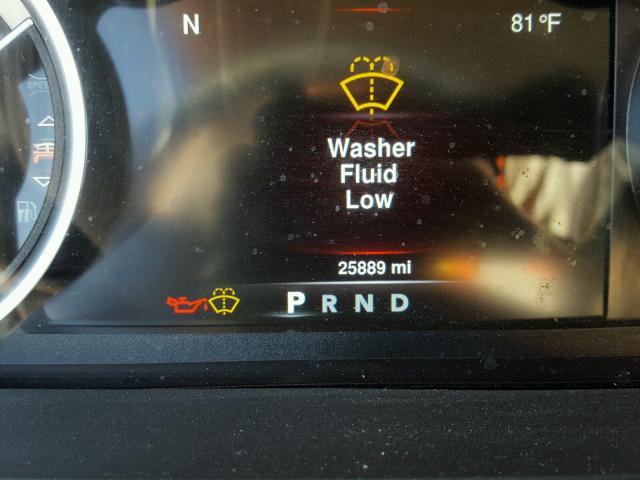 N
81°F
Washer
Fluid
Low
25889 mi
P R N D